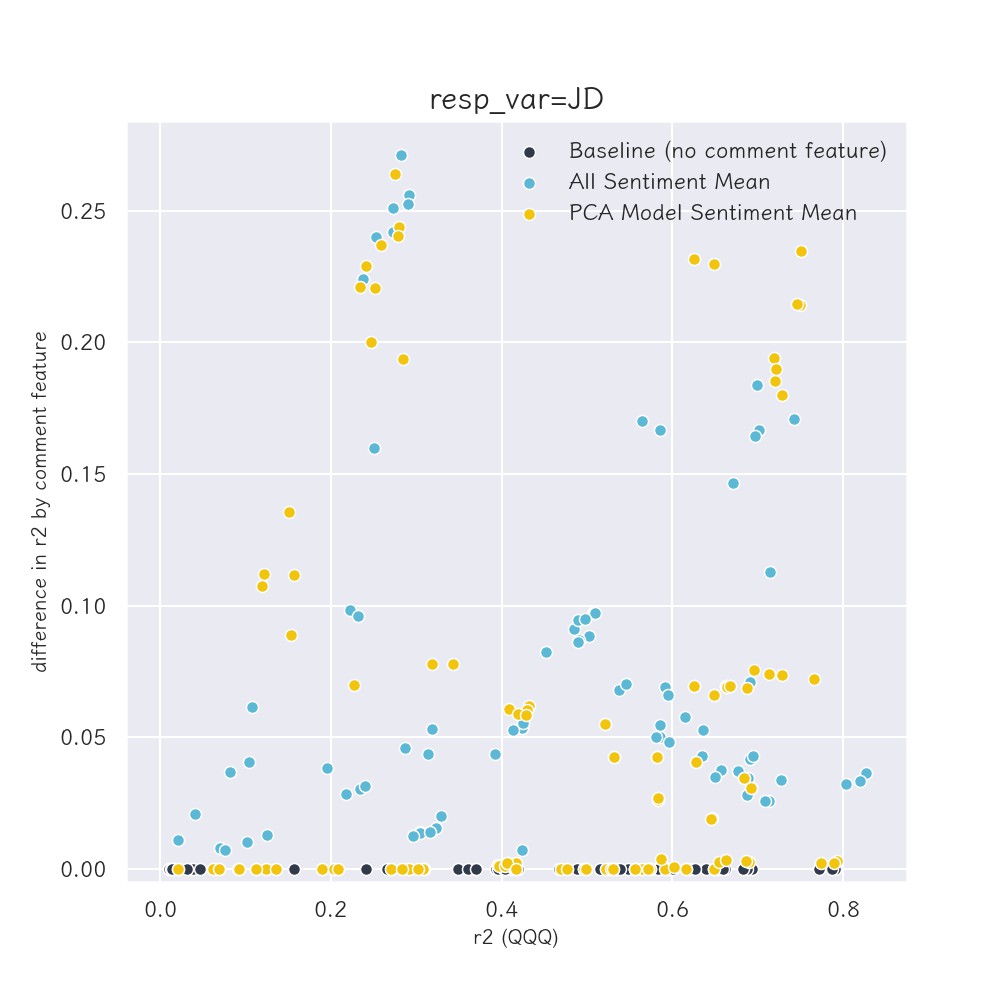 resp_var=JD
Baseline (no comment feature)
All Sentiment Mean
PCA Model Sentiment Mean
difference in r2 by comment feature
0.25
0.20
0.15
0.10
0.05
0.00
0.0 0.2 0.4 0.6 0.8
r2 (QQQ)